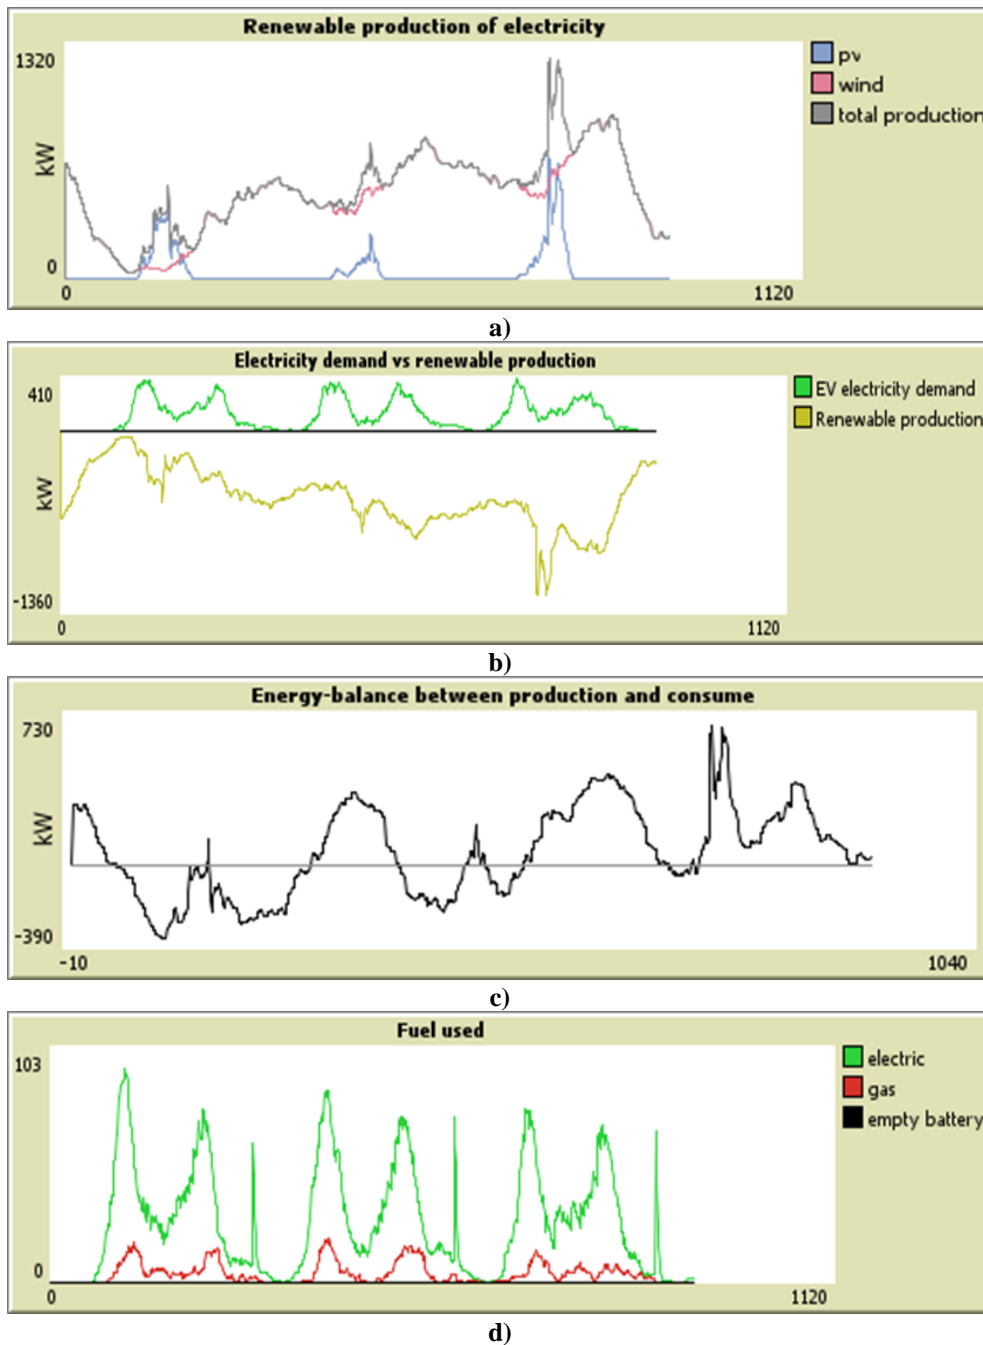 Renewable production of electricity
1320
kW
0
0
1120
pv
wind
total production
a)
Electricity demand vs renewable production
410
kW
-1360
0
1120
EV electricity demand
Renewable production
b)
Energy-balance between production and consume
730
kW
-390
-10
1040
c)
Fuel used
103
0
0
1120
electric
gas
empty battery
d)